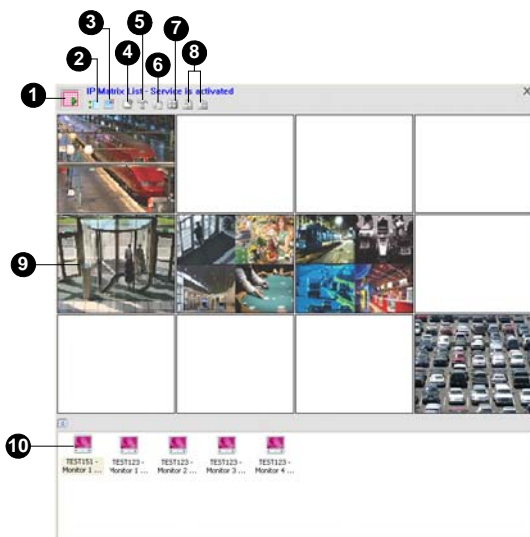 3 5 7
2 4 6 8
1 IP Matrix List - Service is activated X
9
10
TEST151 - TEST123 - TEST123 - TEST123 - TEST123 -
Monitor 1 ... Monitor 1 ... Monitor 2 ... Monitor 3 ... Monitor 4 ...